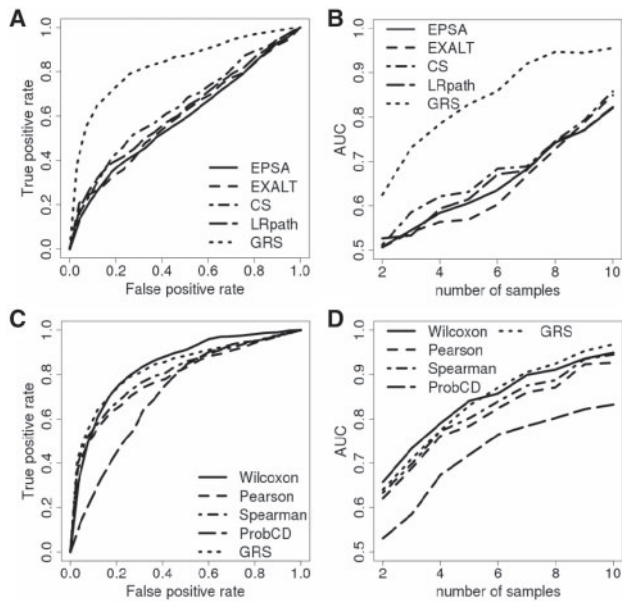 A
True positive rate
0.0 0.2 0.4 0.6 0.8 1.0
EPSA
EXALT
CS
LRpath
GRS
0.0 0.2 0.4 0.6 0.8 1.0
False positive rate
B
AUC
0.5 0.6 0.7 0.8 0.9 1.0
EPSA
EXALT
CS
LRpath
GRS
2 4 6 8 10
number of samples
C
True positive rate
0.0 0.2 0.4 0.6 0.8 1.0
Wilcoxon
Pearson
Spearman
ProbCD
GRS
0.0 0.2 0.4 0.6 0.8 1.0
False positive rate
D
AUC
0.5 0.6 0.7 0.8 0.9 1.0
Wilcoxon GRS
Pearson
Spearman
ProbCD
2 4 6 8 10
number of samples